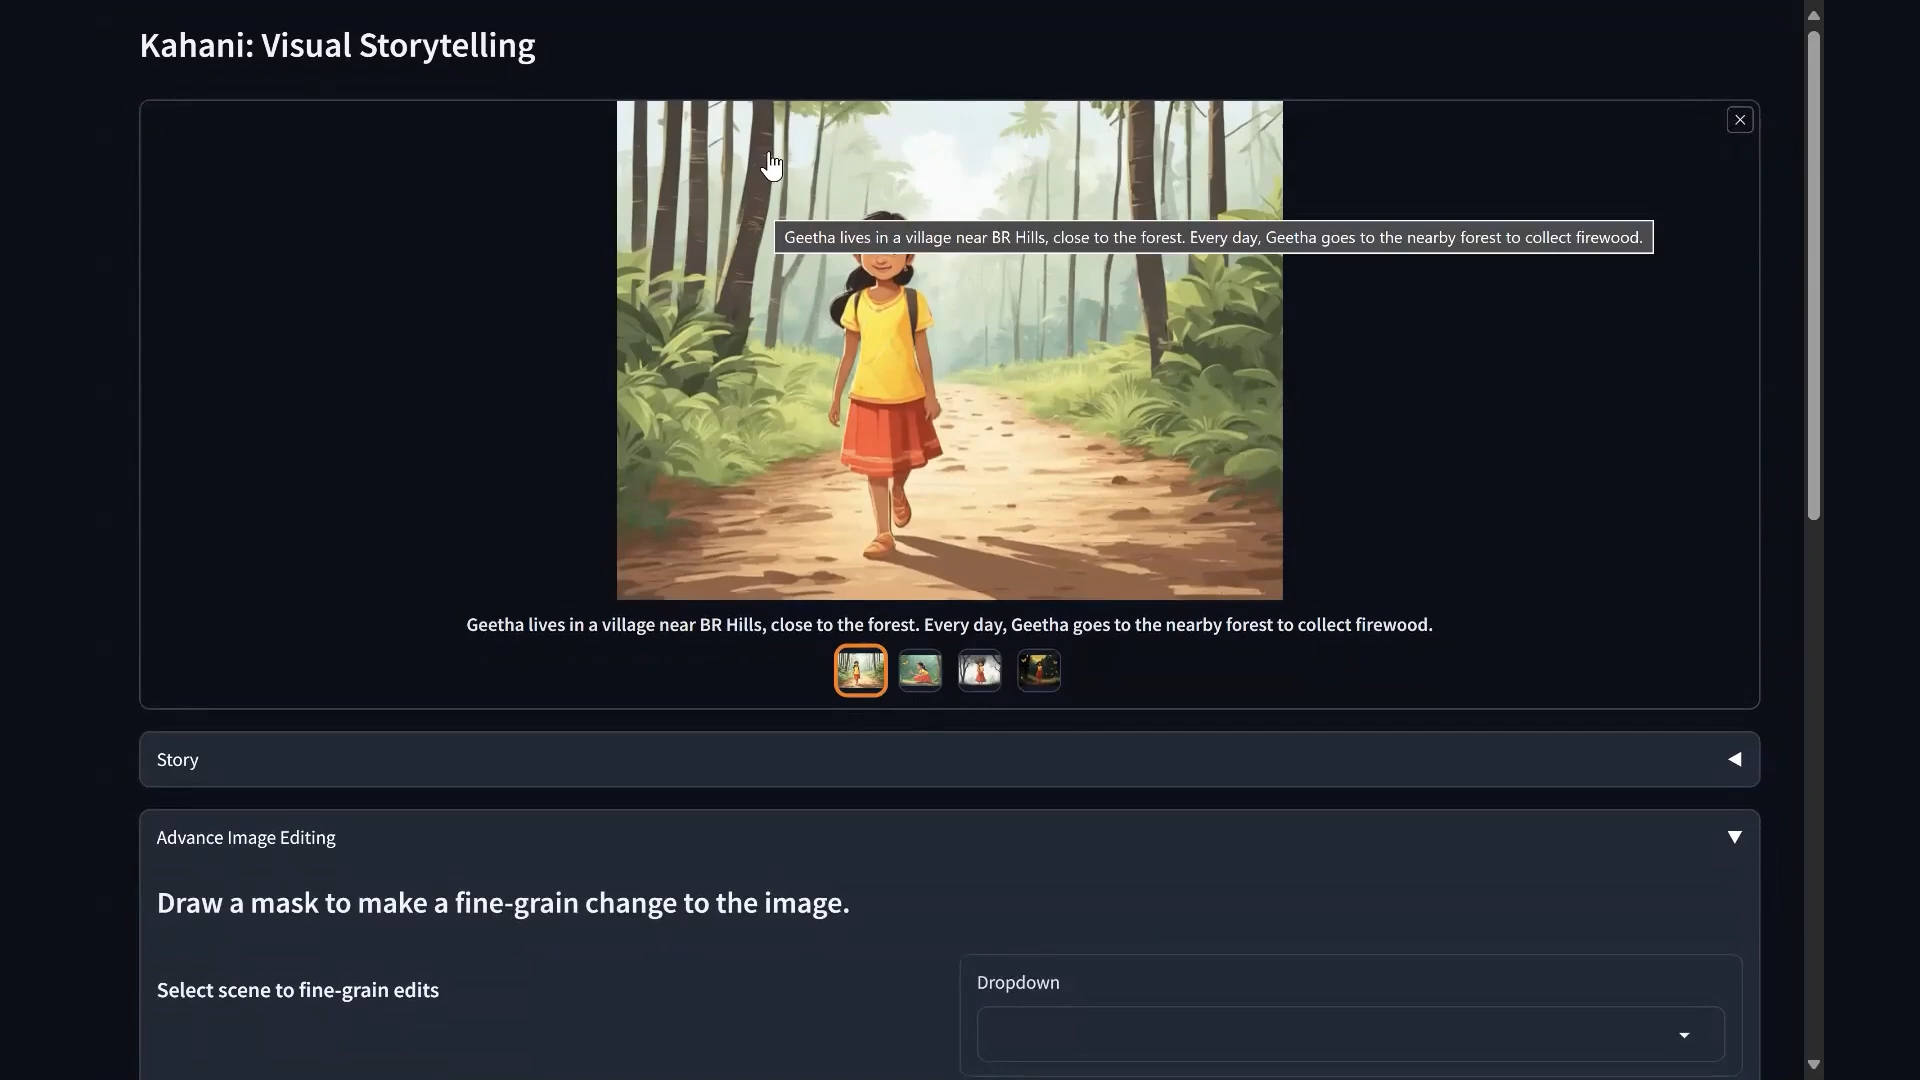 Kahani: Visual Storytelling
Geetha lives in a village near BR Hills, close to the forest. Every day, Geetha goes to the nearby forest to collect firewood.
Geetha lives in a village near BR Hills, close to the forest. Every day, Geetha goes to the nearby forest to collect firewood.
Story
Advance Image Editing
Draw a mask to make a fine-grain change to the image.
Select scene to fine-grain edits
Dropdown